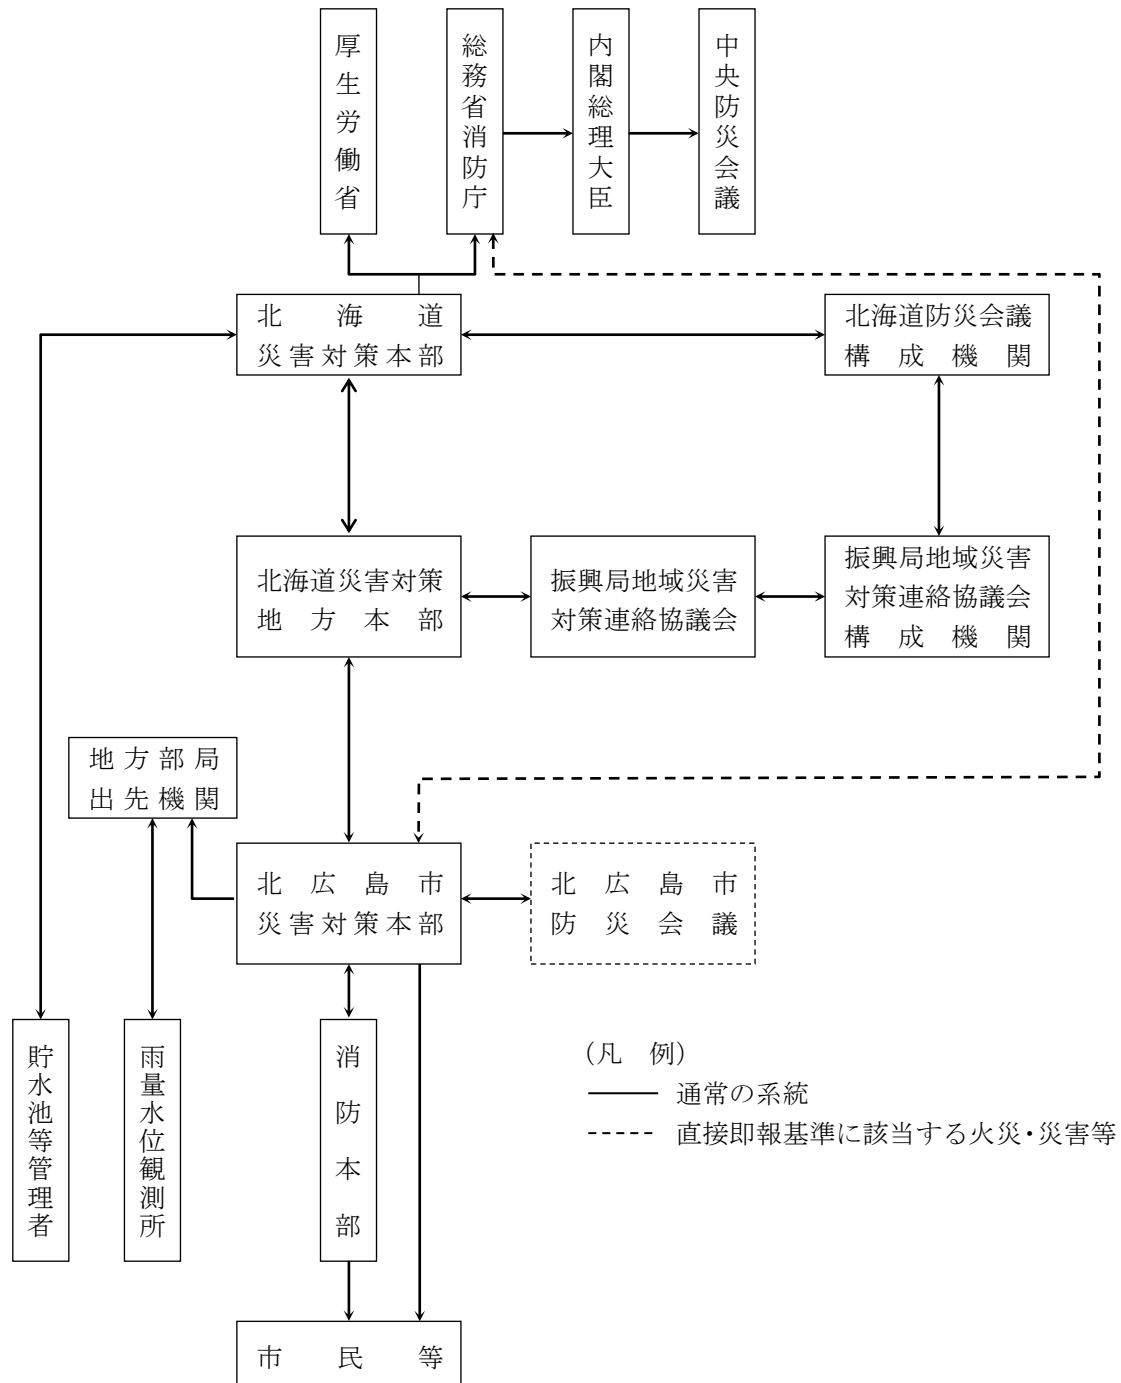 厚生労働省
総務省消防庁
内閣総理大臣
中央防災会議
北海道
災害対策本部
北海道防災会議
構成機関
北海道災害対策
地方本部
振興局地域災害
対策連絡協議会
振興局地域災害
対策連絡協議会
構成機関
地方部局
出先機関
北広島市
災害対策本部
北広島市
防災会議
貯水池等管理者
雨量水位観測所
消防本部
(凡 例)
通常の系統
直接即報基準に該当する火災・災害等
市民等